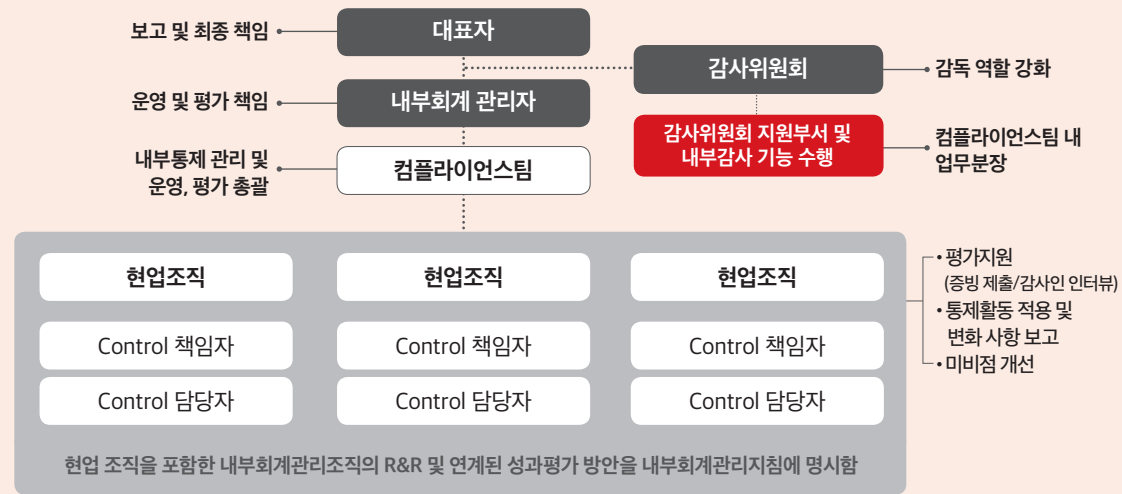 보고 및 최종 책임
대표자
감사위원회
감독 역할 강화
운영 및 평가 책임
내부회계 관리자
감사위원회 지원부서 및
내부감사 기능 수행
컴플라이언스팀 내
업무분장
내부통제 관리 및
운영, 평가 총괄
컴플라이언스팀
현업조직
현업조직
현업조직
Control 책임자
Control 책임자
Control 책임자
Control 담당자
Control 담당자
Control 담당자
현업 조직을 포함한 내부회계관리조직의 R&R 및 연계된 성과평가 방안을 내부회계관리지침에 명시함
• 평가지원
(증빙 제출/감사인 인터뷰)
• 통제활동 적용 및
변화 사항 보고
• 미비점 개선